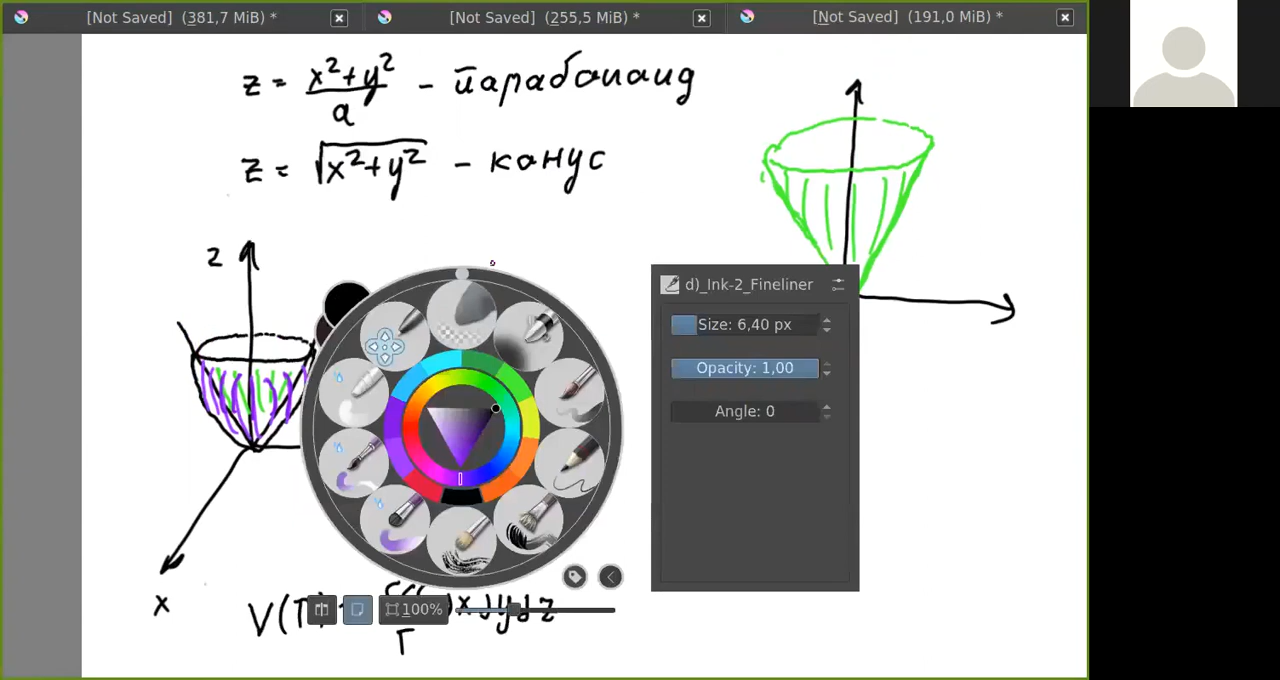 [Not Saved] (381,7 MiB) *
[Not Saved] (255,5 MiB) *
[Not Saved] (191,0 MiB) *
z = x²+y²/a - параболоид
z = √x²+y² - конус
z
d)_Ink-2_Fineliner
Size: 6,40 px
Opacity: 1,00
Angle: 0
x
100%
V(T)
T